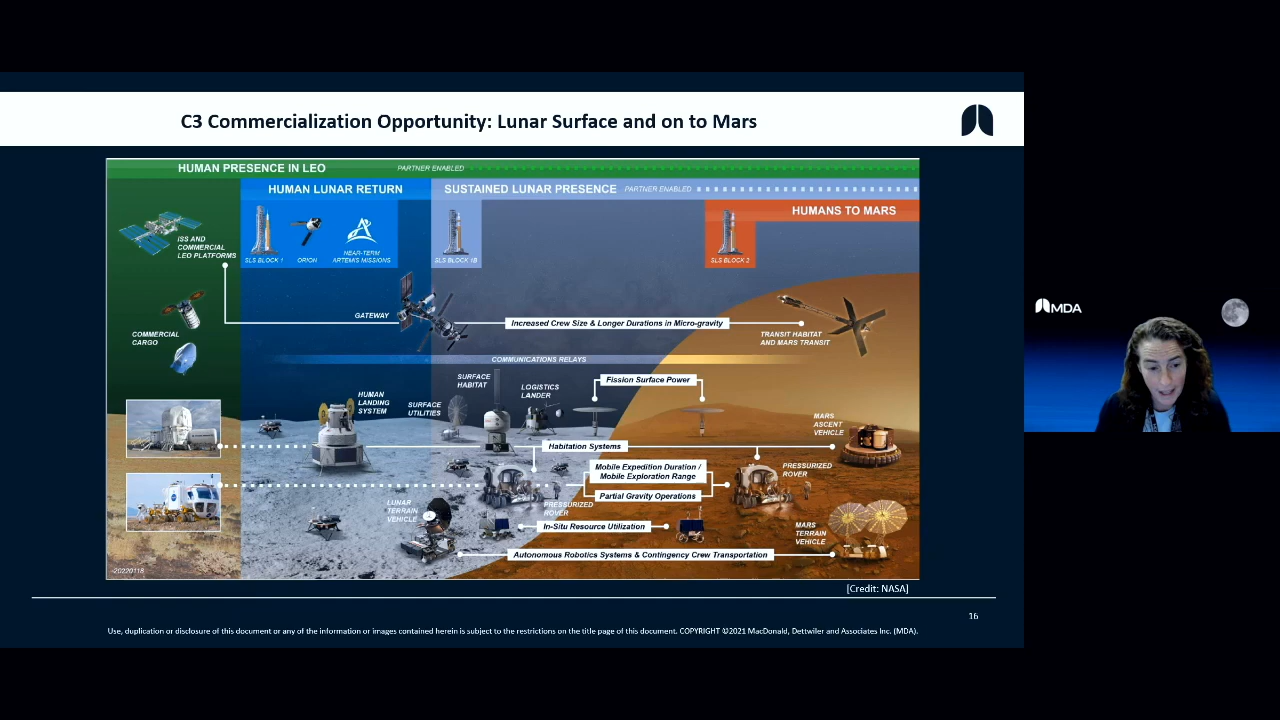 C3 Commercialization Opportunity: Lunar Surface and on to Mars
HUMAN PRESENCE IN LEO
PARTNER ENABLED
HUMAN LUNAR RETURN
SUSTAINED LUNAR PRESENCE
PARTNER ENABLED
HUMANS TO MARS
ISS AND
COMMERCIAL
LEO PLATFORMS
SLS BLOCK 1
ORION
NEAR-TERM
ARTEMIS MISSIONS
SLS BLOCK 1B
SLS BLOCK 2
GATEWAY
Increased Crew Size & Longer Durations in Micro-gravity
COMMERCIAL
CARGO
TRANSIT HABITAT
AND MARS TRANSIT
COMMUNICATIONS RELAYS
SURFACE
HABITAT
Fission Surface Power
LOGISTICS
LANDER
HUMAN
LANDING
SYSTEM
SURFACE
UTILITIES
MARS
ASCENT
VEHICLE
Habitation Systems
Mobile Expedition Duration /
Mobile Exploration Range
PRESSURIZED
ROVER
Partial Gravity Operations
LUNAR
TERRAIN
VEHICLE
PRESSURIZED
ROVER
In-Situ Resource Utilization
MARS
TERRAIN
VEHICLE
Autonomous Robotics Systems & Contingency Crew Transportation
-20220118
[Credit: NASA]
16
Use, duplication or disclosure of this document or any of the information or images contained herein is subject to the restrictions on the title page of this document. COPYRIGHT ©2021 MacDonald, Dettwiler and Associates Inc. (MDA).
MDA